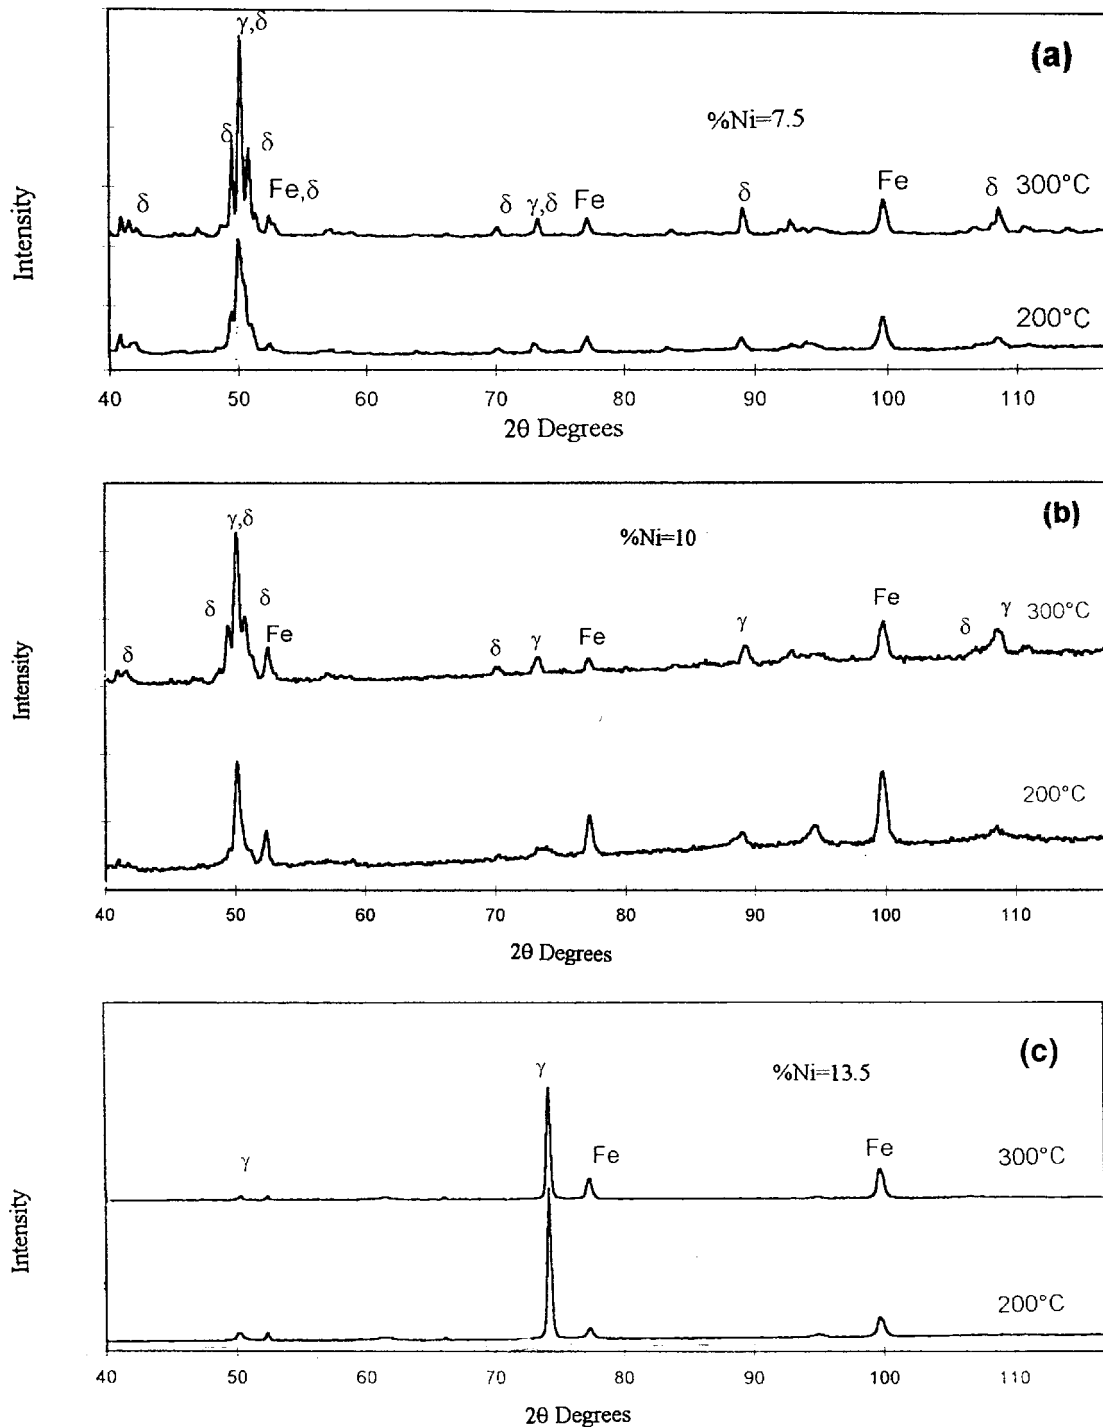 (a)
γ,δ
%Ni=7.5
δ δ
Fe,δ
δ δ γ,δ Fe δ Fe δ 300°C
200°C
Intensity
40 50 60 70 80 90 100 110
2θ Degrees
(b)
γ,δ
%Ni=10
δ δ Fe
δ δ γ Fe γ Fe δ γ 300°C
200°C
Intensity
40 50 60 70 80 90 100 110
2θ Degrees
(c)
γ
%Ni=13.5
γ Fe Fe 300°C
200°C
Intensity
40 50 60 70 80 90 100 110
2θ Degrees